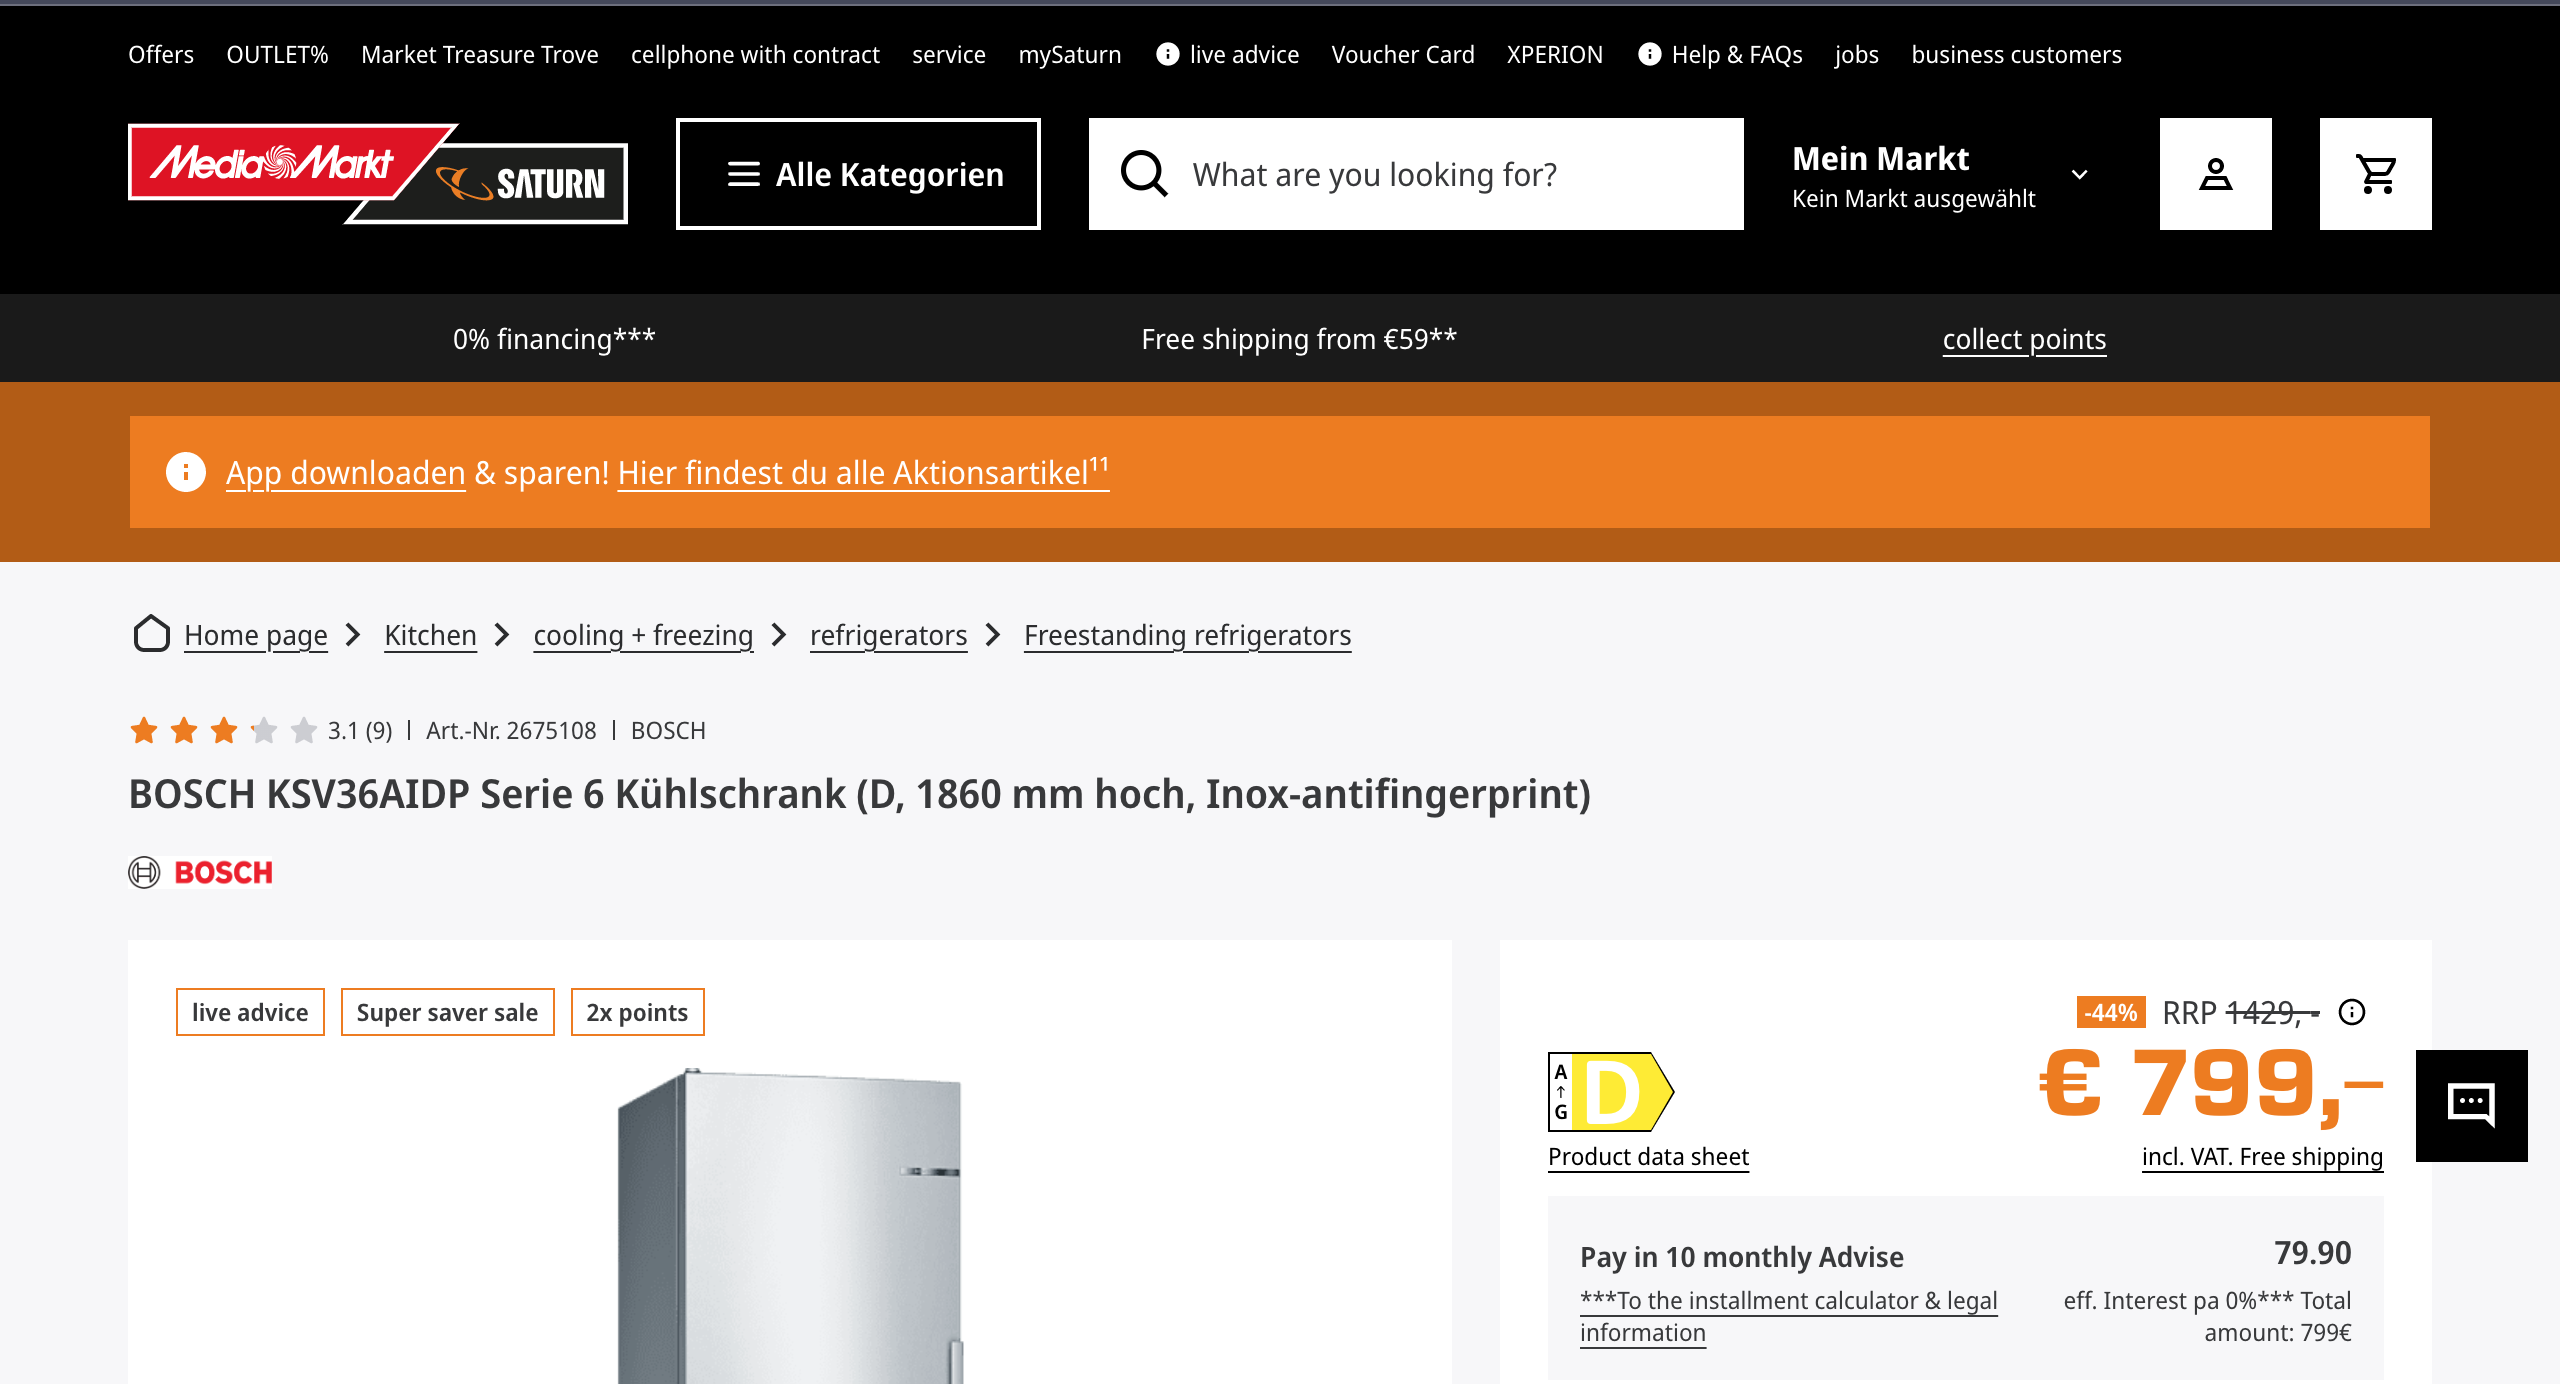 Offers OUTLET% Market Treasure Trove cellphone with contract service mySaturn live advice Voucher Card XPERION Help & FAQs jobs business customers
MediaMarkt SATURN
Alle Kategorien
What are you looking for?
Mein Markt
Kein Markt ausgewählt
0% financing***
Free shipping from €59**
collect points
App downloaden & sparen! Hier findest du alle Aktionsartikel¹¹
Home page Kitchen cooling + freezing refrigerators Freestanding refrigerators
3.1 (9) | Art.-Nr. 2675108 | BOSCH
BOSCH KSV36AIDP Serie 6 Kühlschrank (D, 1860 mm hoch, Inox-antifingerprint)
BOSCH
live advice
Super saver sale
2x points
-44% RRP 1429, -
€ 799,–
A
↑
G
D
Product data sheet
incl. VAT. Free shipping
Pay in 10 monthly Advise
79.90
***To the installment calculator & legal
information
eff. Interest pa 0%*** Total
amount: 799€